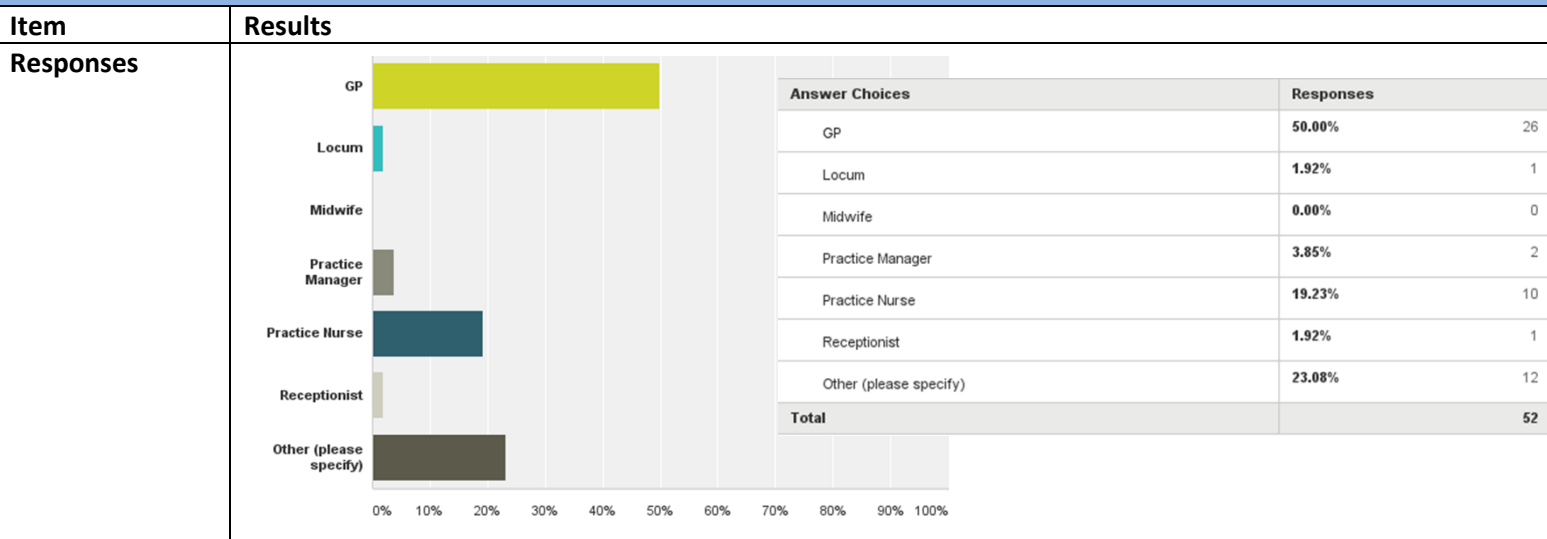 Item Results
Responses
GP
Locum
Midwife
Practice
Manager
Practice Nurse
Receptionist
Other (please
specify)
0% 10% 20% 30% 40% 50% 60% 70% 80% 90% 100%
Answer Choices Responses
GP 50.00% 26
Locum 1.92% 1
Midwife 0.00% 0
Practice Manager 3.85% 2
Practice Nurse 19.23% 10
Receptionist 1.92% 1
Other (please specify) 23.08% 12
Total 52